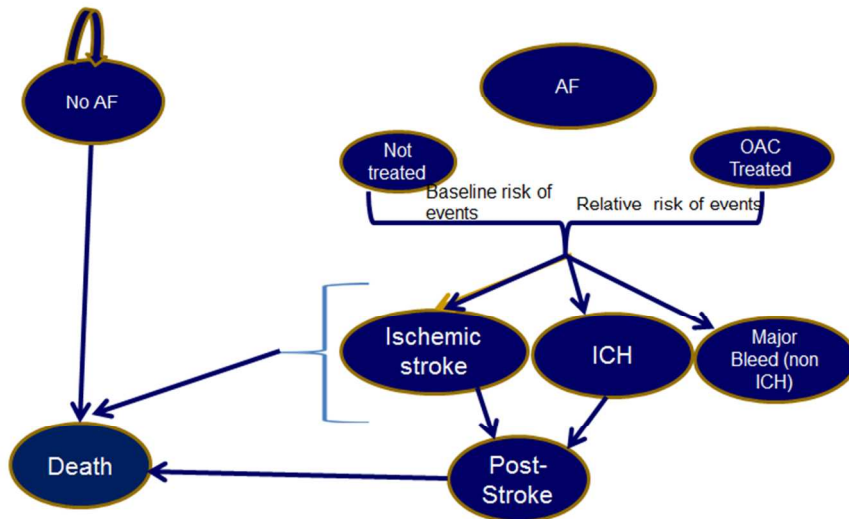 No AF
AF
Not
treated
OAC
Treated
Baseline risk of
events
Relative risk of events
Ischemic
stroke
ICH
Major
Bleed (non
ICH)
Death
Post-
Stroke